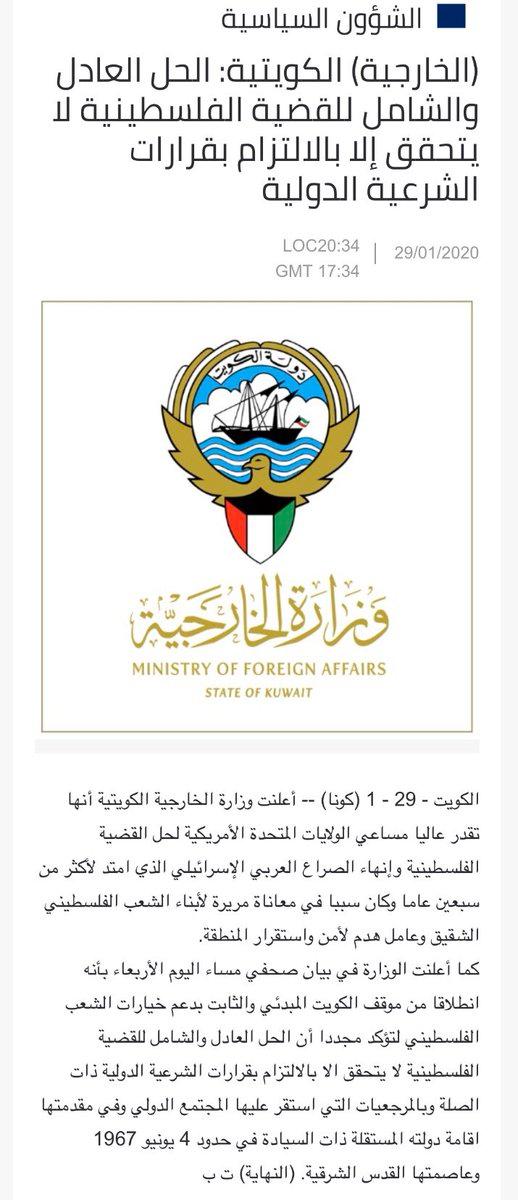 الشؤون السياسية
(الخارجية) الكويتية: الحل العادل
والشامل للقضية الفلسطينية لا
يتحقق إلا بالالتزام بقرارات
الشرعية الدولية
29/01/2020 | LOC20:34
GMT 17:34
دولة الكويت
وزارة الخارجية
MINISTRY OF FOREIGN AFFAIRS
STATE OF KUWAIT
الكويت - 29 - 1 (كونا) -- أعلنت وزارة الخارجية الكويتية أنها
تقدر عاليا مساعي الولايات المتحدة الأمريكية لحل القضية
الفلسطينية وإنهاء الصراع العربي الإسرائيلي الذي امتد لأكثر من
سبعين عاما وكان سببا في معاناة مريرة لأبناء الشعب الفلسطيني
الشقيق وعامل هدم لأمن واستقرار المنطقة.
كما أعلنت الوزارة في بيان صحفي مساء اليوم الأربعاء بأنه
انطلاقا من موقف الكويت المبدئي والثابت بدعم خيارات الشعب
الفلسطيني لتؤكد مجددا أن الحل العادل والشامل للقضية
الفلسطينية لا يتحقق الا بالالتزام بقرارات الشرعية الدولية ذات
الصلة وبالمرجعيات التي استقر عليها المجتمع الدولي وفي مقدمتها
اقامة دولته المستقلة ذات السيادة في حدود 4 يونيو 1967
وعاصمتها القدس الشرقية. (النهاية) ت ب